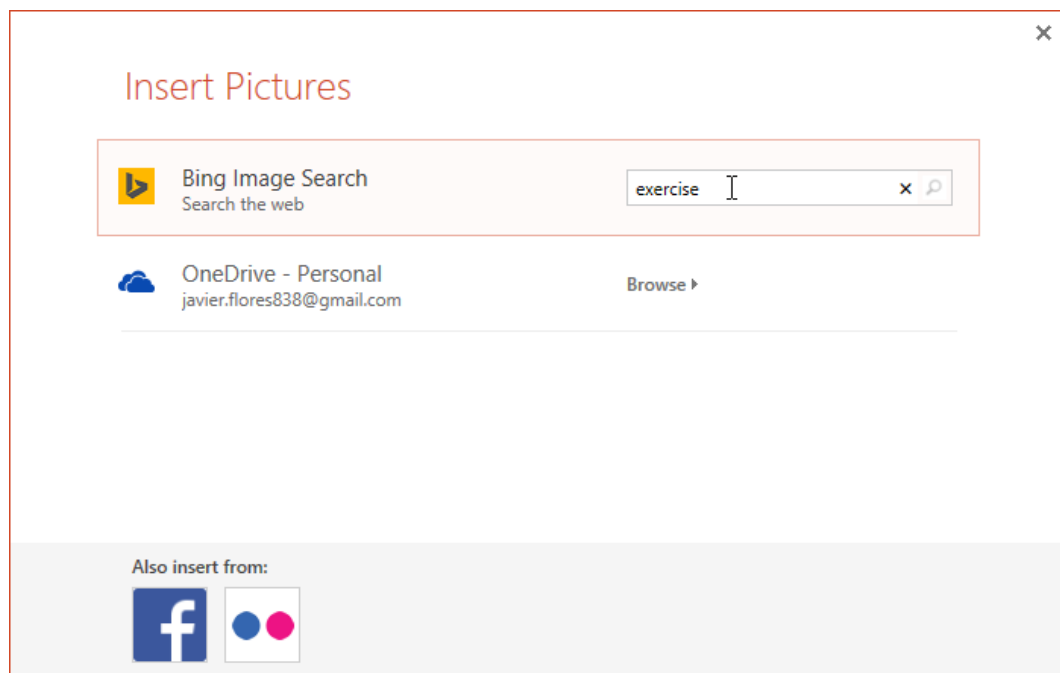 Insert Pictures
Bing Image Search
Search the web
exercise
OneDrive - Personal
javier.flores838@gmail.com
Browse
Also insert from: